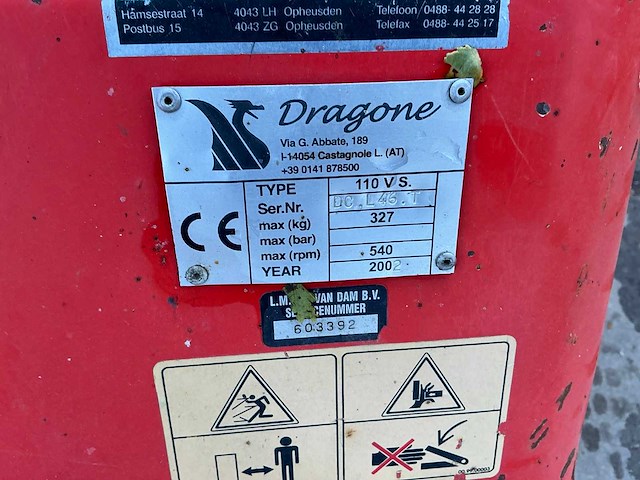 Hamsestraat 14 4043 LH Opheusden Telefoon 0488- 44 28 28
Postbus 15 4043 ZG Opheusden Telefax 0488- 44 25 17
Dragone
Via G. Abbate, 189
I-14054 Castagnole L. (AT)
+39 0141 878500
CE
TYPE 110 V S.
Ser.Nr. DC.L46.T
max (kg) 327
max (bar)
max (rpm) 540
YEAR 2002
VAN DAM B.V.
603392